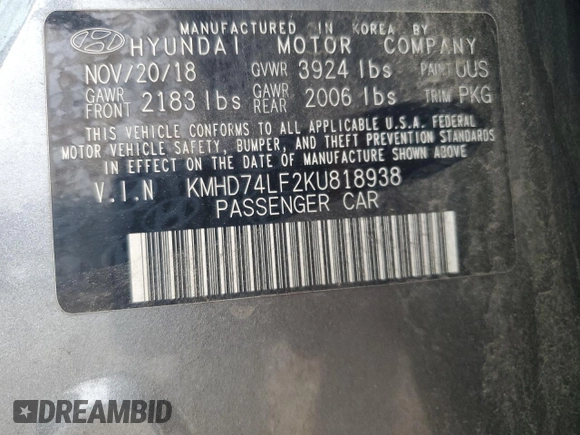 MANUFACTURED IN KOREA BY
HYUNDAI MOTOR COMPANY
NOV/20/18 GVWR 3924 lbs PAINT UUS
GAWR FRONT 2183 lbs GAWR REAR 2006 lbs TRIM PKG
THIS VEHICLE CONFORMS TO ALL APPLICABLE U.S.A. FEDERAL
MOTOR VEHICLE SAFETY, BUMPER, AND THEFT PREVENTION STANDARDS
IN EFFECT ON THE DATE OF MANUFACTURE SHOWN ABOVE
V.I.N KMHD74LF2KU818938
PASSENGER CAR
DREAMBID